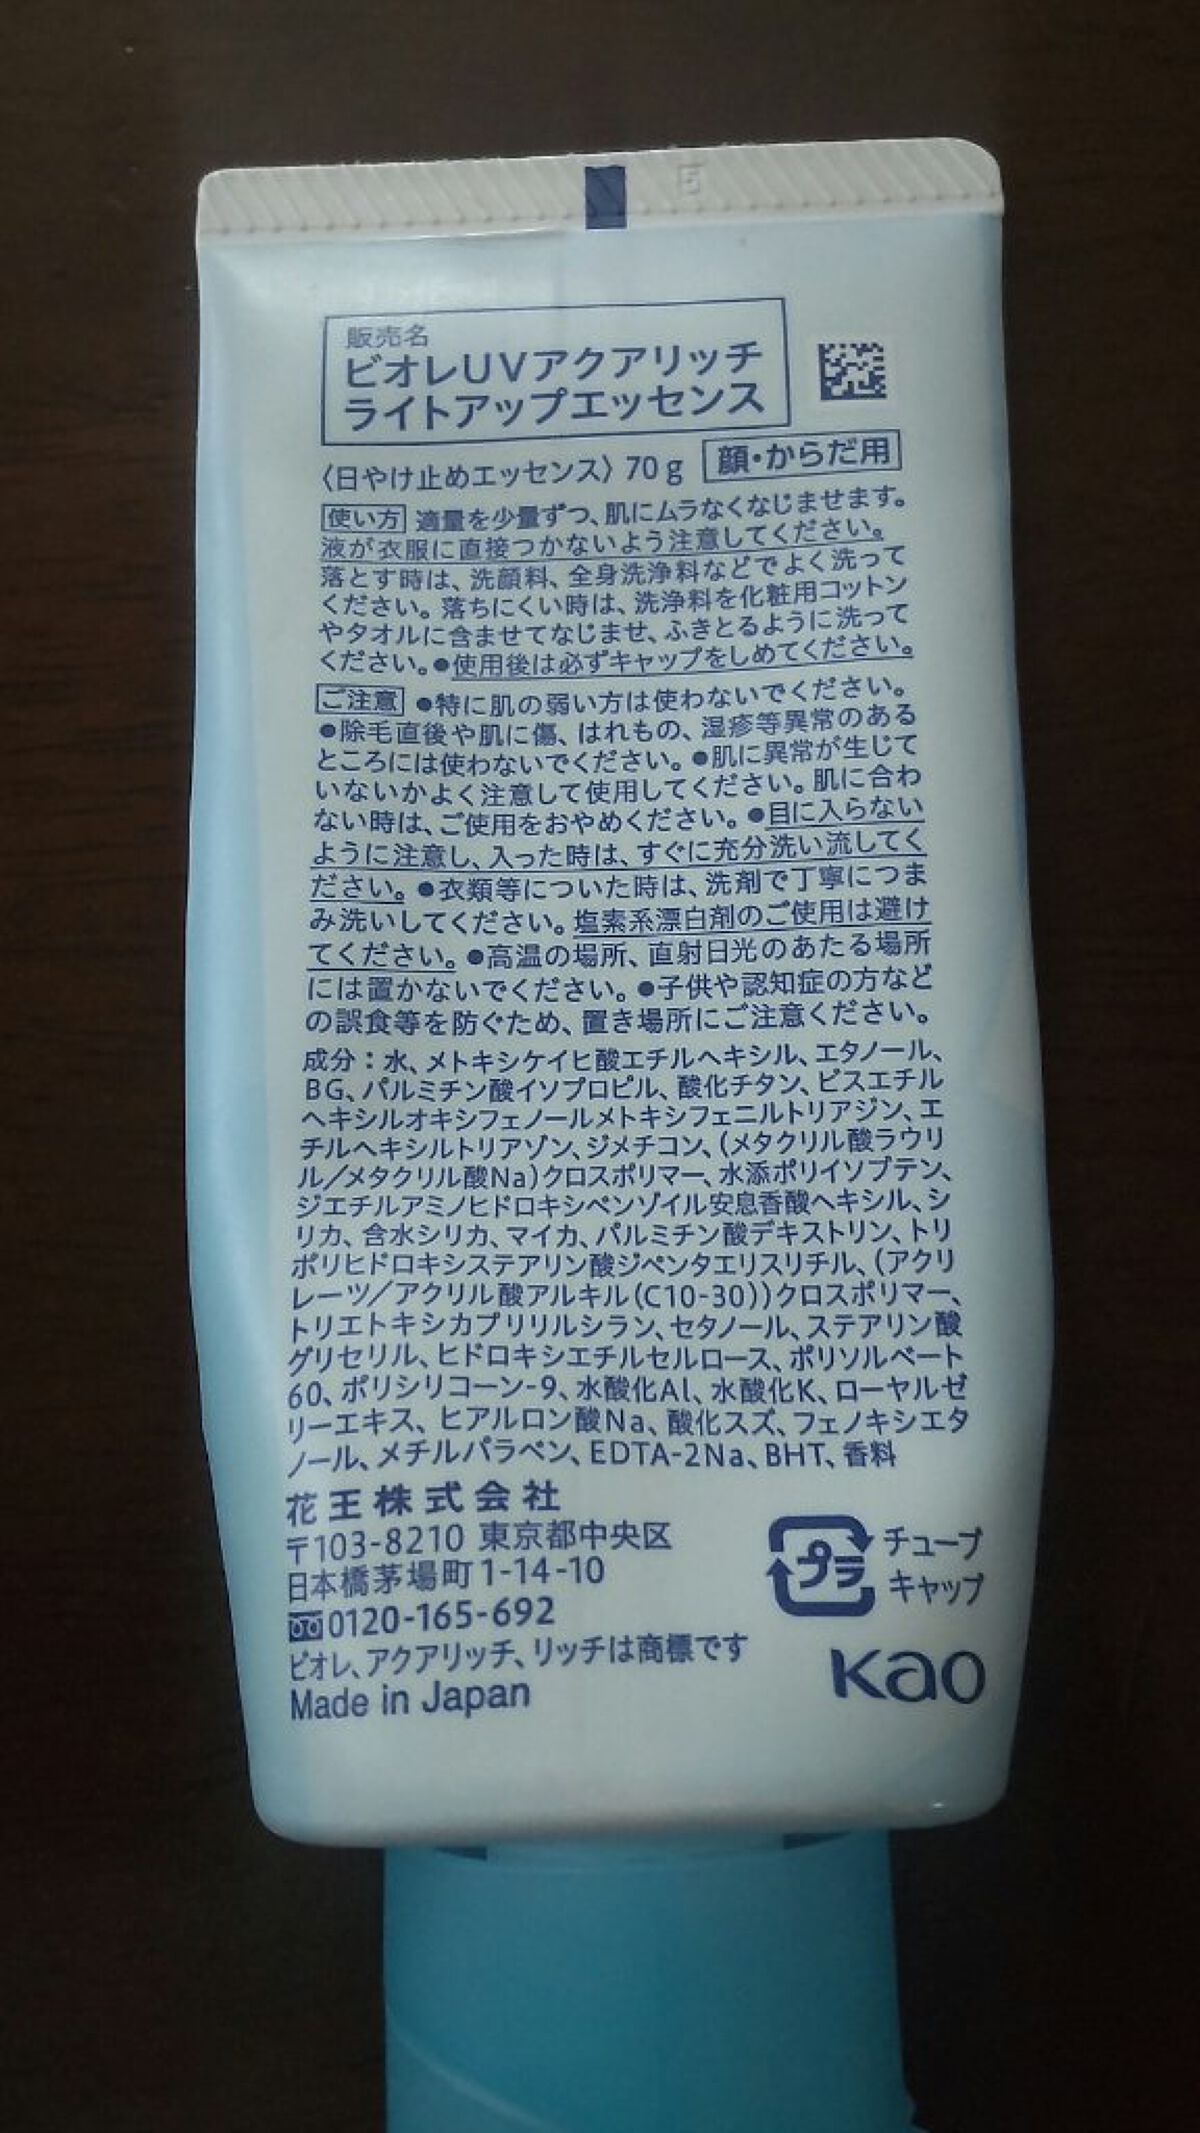 5
販売名
ビオレUVアクアリッチ
ライトアップエッセンス
〈日やけ止めエッセンス〉70g 顔・からだ用
使い方 適量を少量ずつ、肌にムラなくなじませます。
液が衣服に直接つかないよう注意してください。
落とす時は、洗顔料、全身洗浄料などでよく洗って
ください。落ちにくい時は、洗浄料を化粧用コットン
やタオルに含ませてなじませ、ふきとるように洗って
ください。●使用後は必ずキャップをしめてください。
ご注意 ●特に肌の弱い方は使わないでください。
●除毛直後や肌に傷、はれもの、湿疹等異常のある
ところには使わないでください。●肌に異常が生じて
いないかよく注意して使用してください。肌に合わ
ない時は、ご使用をおやめください。●目に入らない
ように注意し、入った時は、すぐに充分洗い流してく
ださい。●衣類等についた時は、洗剤で丁寧につま
み洗いしてください。塩素系漂白剤のご使用は避け
てください。●高温の場所、直射日光のあたる場所
には置かないでください。●子供や認知症の方など
の誤食等を防ぐため、置き場所にご注意ください。
成分：水、メトキシケイヒ酸エチルヘキシル、エタノール、
BG、パルミチン酸イソプロピル、酸化チタン、ビスエチル
ヘキシルオキシフェノールメトキシフェニルトリアジン、エ
チルヘキシルトリアゾン、ジメチコン、(メタクリル酸ラウリ
ル/メタクリル酸Na)クロスポリマー、水添ポリイソブテン、
ジエチルアミノヒドロキシベンゾイル安息香酸ヘキシル、シ
リカ、含水シリカ、マイカ、パルミチン酸デキストリン、トリ
ポリヒドロキシステアリン酸ジペンタエリスリチル、(アクリ
レーツ/アクリル酸アルキル(C10-30))クロスポリマー、
トリエトキシカプリリルシラン、セタノール、ステアリン酸
グリセリル、ヒドロキシエチルセルロース、ポリソルベート
60、ポリシリコーン-9、水酸化Al、水酸化K、ローヤルゼ
リーエキス、ヒアルロン酸Na、酸化スズ、フェノキシエタ
ノール、メチルパラベン、EDTA-2Na、BHT、香料
花王株式会社
〒103-8210 東京都中央区
日本橋茅場町1-14-10
0120-165-692
ビオレ、アクアリッチ、リッチは商標です
Made in Japan
プラ
チューブ
キャップ
Kao